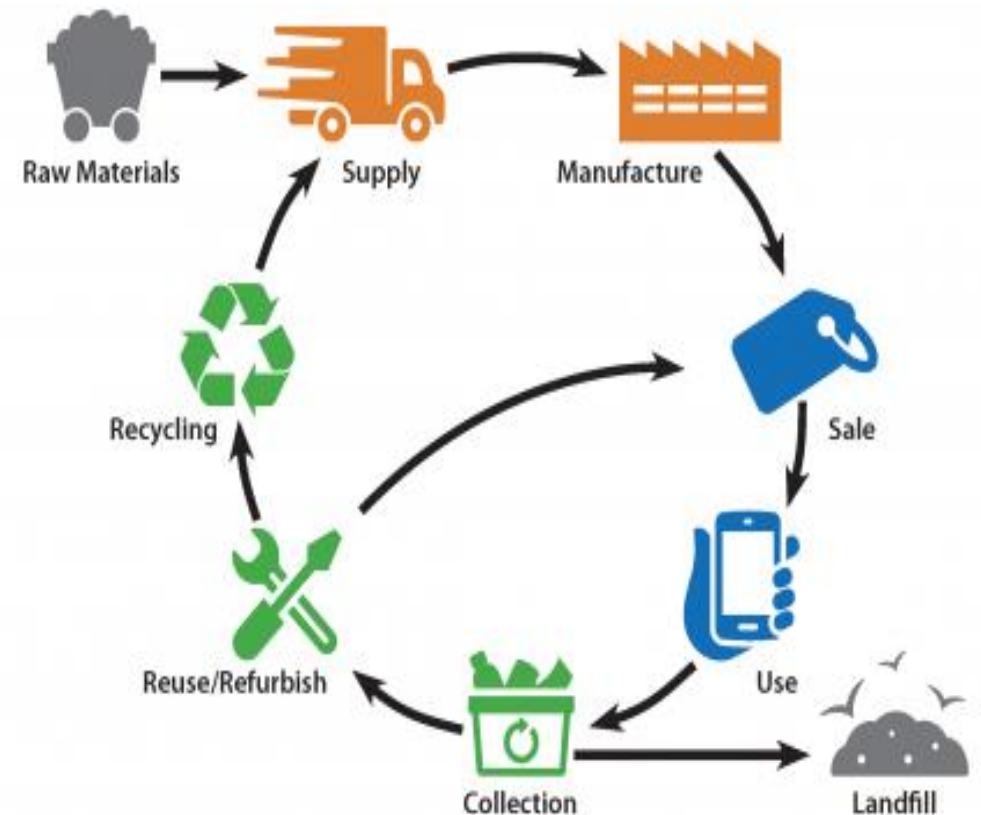 Raw Materials
Supply
Manufacture
Recycling
Sale
Reuse/Refurbish
Use
Collection
Landfill